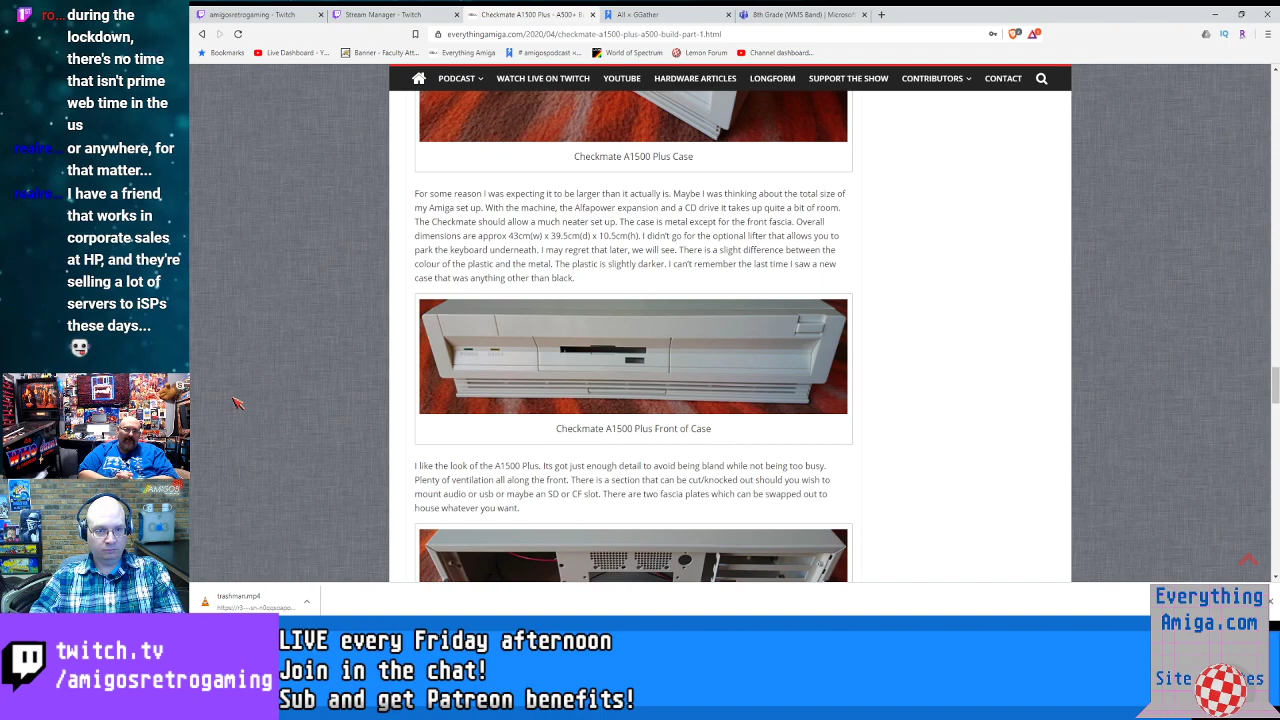 ro... during the
lockdown,
there's no time
web time in the
us
realre... or anywhere, for
that matter...
realre... I have a friend
that works in
corporate sales
at HP, and they're
selling a lot of
servers to iSPs
these days...
amigosretrogaming - Twitch
Stream Manager - Twitch
Checkmate A1500 Plus - A500+ B
All × GGather
8th Grade (WMS Band) | Microsof
everythingamiga.com/2020/04/checkmate-a1500-plus-a500-build-part-1.html
Bookmarks
Live Dashboard - Y...
Banner - Faculty Att...
Everything Amiga
# amigospodcast ×...
World of Spectrum
Lemon Forum
Channel dashboard...
PODCAST
WATCH LIVE ON TWITCH
YOUTUBE
HARDWARE ARTICLES
LONGFORM
SUPPORT THE SHOW
CONTRIBUTORS
CONTACT
Checkmate A1500 Plus Case
For some reason I was expecting it to be larger than it actually is. Maybe I was thinking about the total size of
my Amiga set up. With the machine, the Alfapower expansion and a CD drive it takes up quite a bit of room.
The Checkmate should allow a much neater set up. The case is metal except for the front fascia. Overall
dimensions are approx 43cm(w) x 39.5cm(d) x 10.5cm(h). I didn't go for the optional lifter that allows you to
park the keyboard underneath. I may regret that later, we will see. There is a slight difference between the
colour of the plastic and the metal. The plastic is slightly darker. I can't remember the last time I saw a new
case that was anything other than black.
Checkmate A1500 Plus Front of Case
I like the look of the A1500 Plus. Its got just enough detail to avoid being bland while not being too busy.
Plenty of ventilation all along the front. There is a section that can be cut/knocked out should you wish to
mount audio or usb or maybe an SD or CF slot. There are two fascia plates which can be swapped out to
house whatever you want.
trashman.mp4
twitch.tv
/amigosretrogaming
LIVE every Friday afternoon
Join in the chat!
Sub and get Patreon benefits!
Everything
Amiga.com